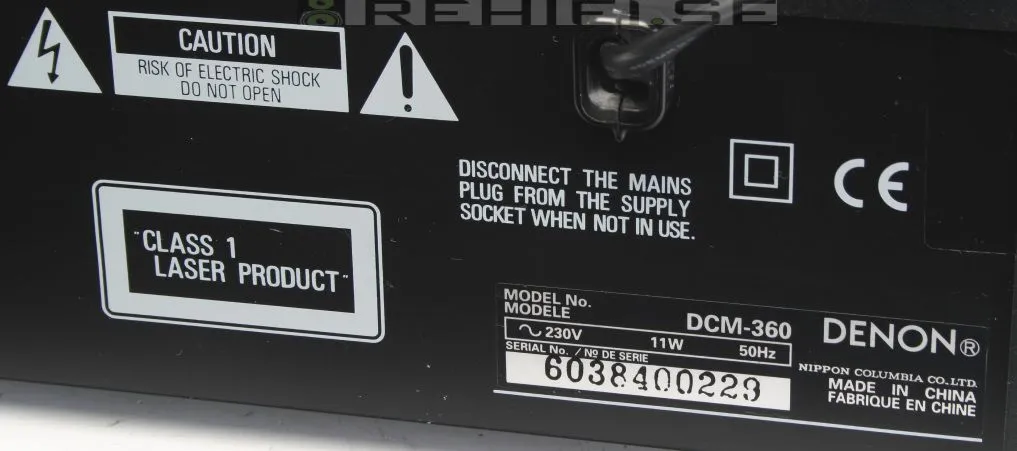 REHIFI.SE
CAUTION
RISK OF ELECTRIC SHOCK
DO NOT OPEN
DISCONNECT THE MAINS
PLUG FROM THE SUPPLY
SOCKET WHEN NOT IN USE.
CE
"CLASS 1
LASER PRODUCT"
MODEL No.
MODELE
DCM-360
~ 230V 11W 50Hz
SERIAL No. / Nº DE SERIE
6038400229
DENON®
NIPPON COLUMBIA CO.,LTD.
MADE IN CHINA
FABRIQUE EN CHINE